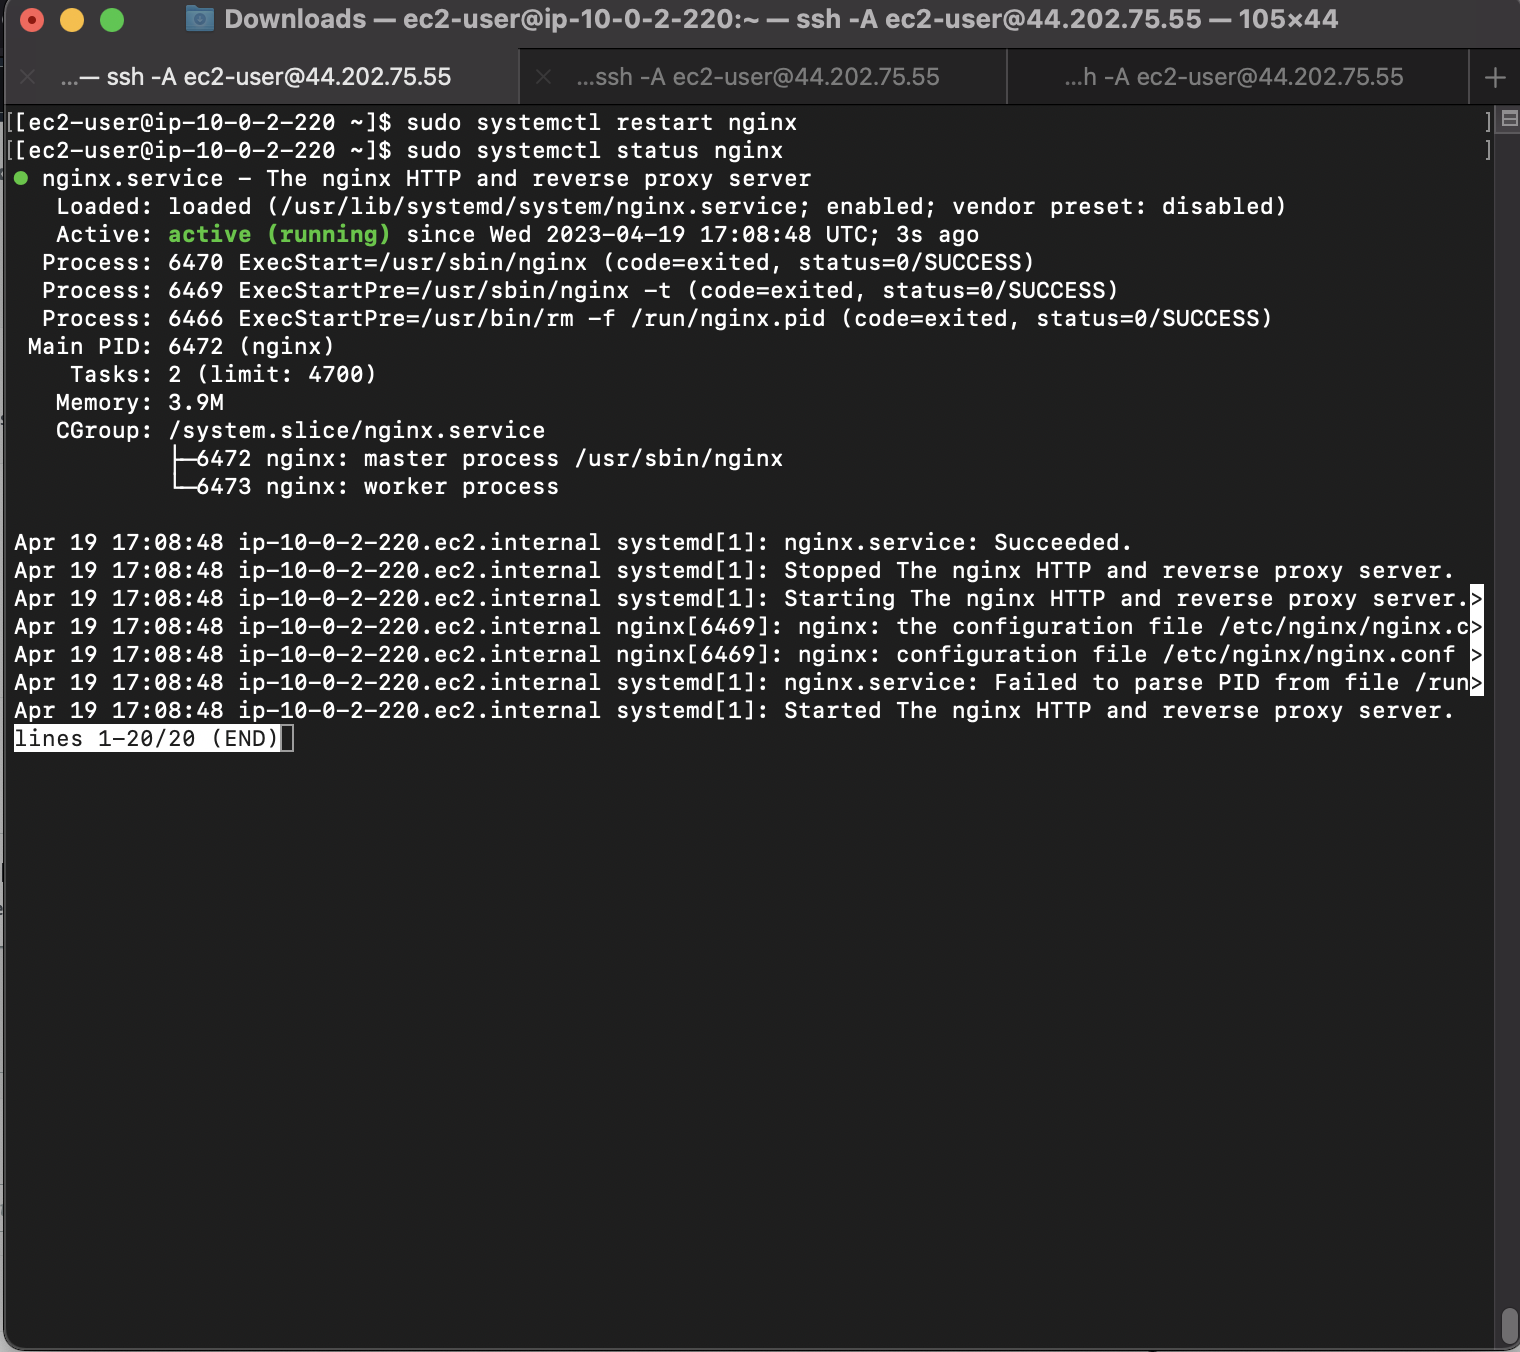 Downloads — ec2-user@ip-10-0-2-220:~ — ssh -A ec2-user@44.202.75.55 — 105×44
...— ssh -A ec2-user@44.202.75.55
...ssh -A ec2-user@44.202.75.55
...h -A ec2-user@44.202.75.55
[[ec2-user@ip-10-0-2-220 ~]$ sudo systemctl restart nginx ]
[[ec2-user@ip-10-0-2-220 ~]$ sudo systemctl status nginx ]
● nginx.service - The nginx HTTP and reverse proxy server
Loaded: loaded (/usr/lib/systemd/system/nginx.service; enabled; vendor preset: disabled)
Active: active (running) since Wed 2023-04-19 17:08:48 UTC; 3s ago
Process: 6470 ExecStart=/usr/sbin/nginx (code=exited, status=0/SUCCESS)
Process: 6469 ExecStartPre=/usr/sbin/nginx -t (code=exited, status=0/SUCCESS)
Process: 6466 ExecStartPre=/usr/bin/rm -f /run/nginx.pid (code=exited, status=0/SUCCESS)
Main PID: 6472 (nginx)
Tasks: 2 (limit: 4700)
Memory: 3.9M
CGroup: /system.slice/nginx.service
├─6472 nginx: master process /usr/sbin/nginx
└─6473 nginx: worker process
Apr 19 17:08:48 ip-10-0-2-220.ec2.internal systemd[1]: nginx.service: Succeeded.
Apr 19 17:08:48 ip-10-0-2-220.ec2.internal systemd[1]: Stopped The nginx HTTP and reverse proxy server.
Apr 19 17:08:48 ip-10-0-2-220.ec2.internal systemd[1]: Starting The nginx HTTP and reverse proxy server.>
Apr 19 17:08:48 ip-10-0-2-220.ec2.internal nginx[6469]: nginx: the configuration file /etc/nginx/nginx.c>
Apr 19 17:08:48 ip-10-0-2-220.ec2.internal nginx[6469]: nginx: configuration file /etc/nginx/nginx.conf >
Apr 19 17:08:48 ip-10-0-2-220.ec2.internal systemd[1]: nginx.service: Failed to parse PID from file /run>
Apr 19 17:08:48 ip-10-0-2-220.ec2.internal systemd[1]: Started The nginx HTTP and reverse proxy server.
lines 1-20/20 (END)